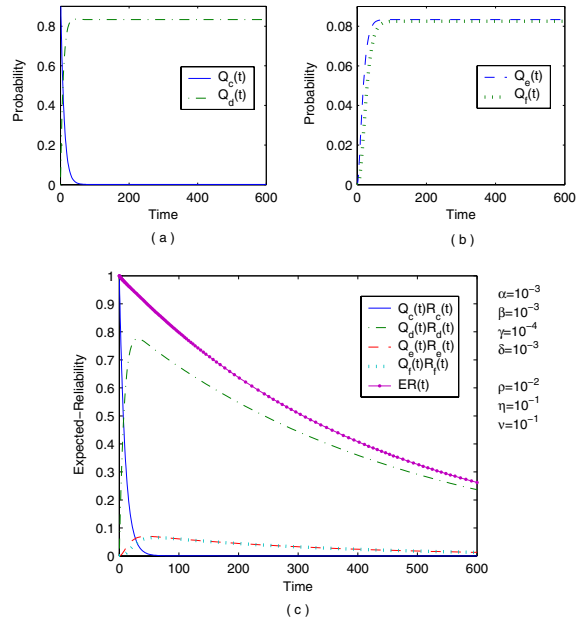 0.8
0.6
0.4
0.2
0
0
200
400
600
Probability
Time
Q_c(t)
Q_d(t)
( a )
0.08
0.06
0.04
0.02
0
0
200
400
600
Probability
Time
Q_e(t)
Q_f(t)
( b )
1
0.9
0.8
0.7
0.6
0.5
0.4
0.3
0.2
0.1
0
0
100
200
300
400
500
600
Expected-Reliability
Time
Q_c(t)R_c(t)
Q_d(t)R_d(t)
Q_e(t)R_e(t)
Q_f(t)R_f(t)
ER(t)
( c )
α=10^-3
β=10^-3
γ=10^-4
δ=10^-3
ρ=10^-2
η=10^-1
ν=10^-1